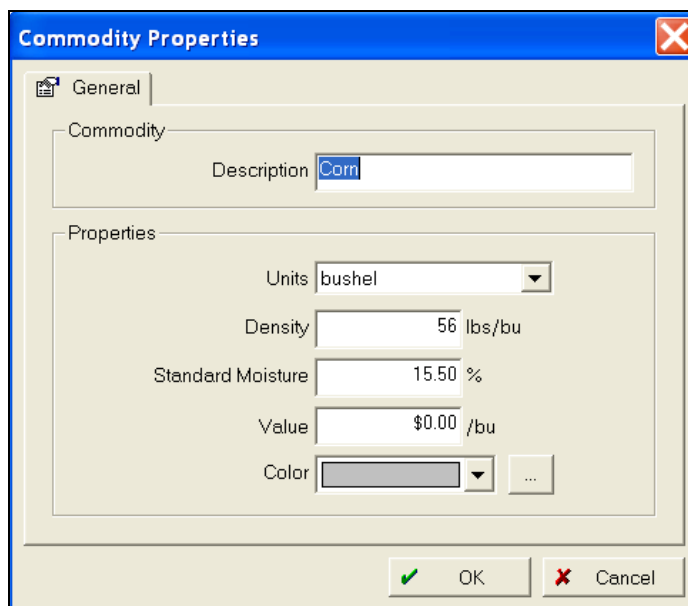 Commodity Properties
General
Commodity
Description Corn
Properties
Units bushel
Density 56 lbs/bu
Standard Moisture 15.50 %
Value $0.00 /bu
Color ...
OK Cancel